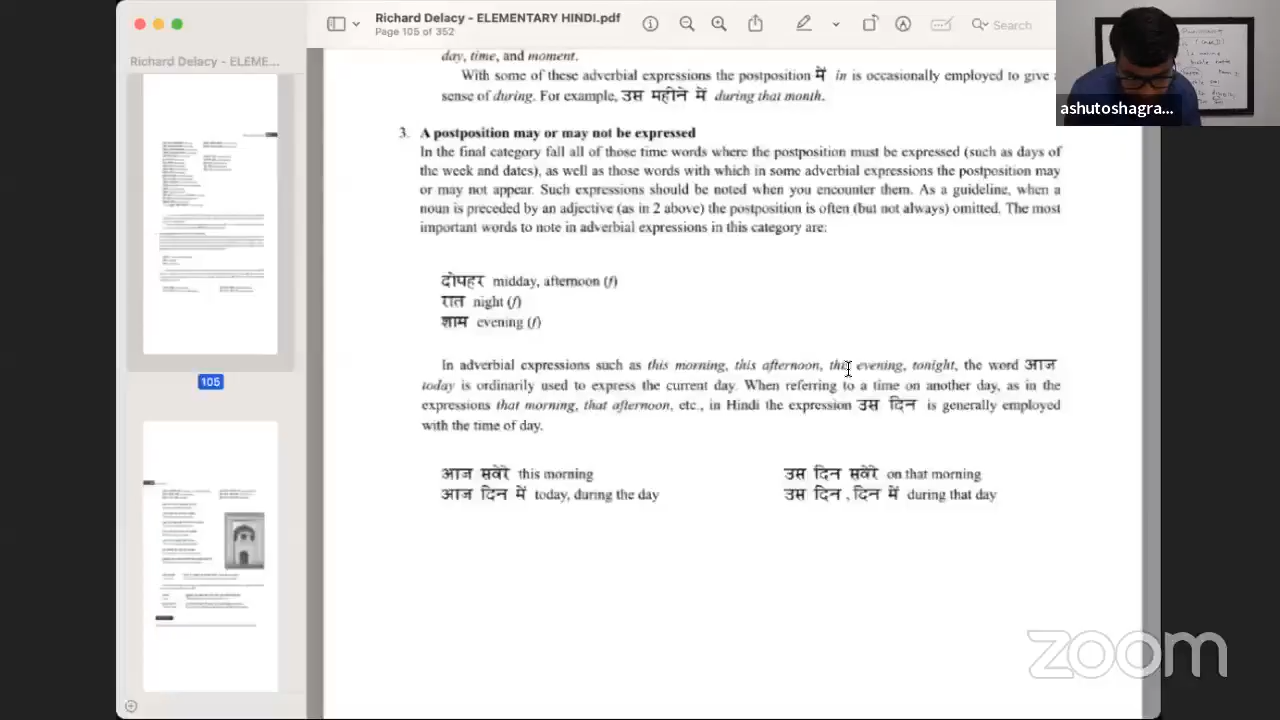 Richard Delacy - ELEMENTARY HINDI.pdf
Page 105 of 352
Search
Richard Delacy - ELEME...
ashutoshagra...
day, time, and moment.
With some of these adverbial expressions the postposition में in is occasionally employed to give
sense of during. For example, उस महीने में during that month.
3. A postposition may or may not be expressed
In the final category fall all of those words where the postposition must be expressed (such as days of
the week and dates), as well as those words with which in some adverbial expressions the postposition may
or may not appear. Such expressions should be noted when you encounter them. As a guideline, when a
noun is preceded by an adjective (as in 2 above) the postposition is often (but not always) omitted. The most
important words to note in adverbial expressions in this category are:
दोपहर midday, afternoon (f)
रात night (f)
शाम evening (f)
In adverbial expressions such as this morning, this afternoon, this evening, tonight, the word आज
today is ordinarily used to express the current day. When referring to a time on another day, as in the
expressions that morning, that afternoon, etc., in Hindi the expression उस दिन is generally employed
with the time of day.
आज सवेरे this morning उस दिन सवेरे on that morning
आज दिन में today, during the day उस दिन, दिन में during that day
105
zoom